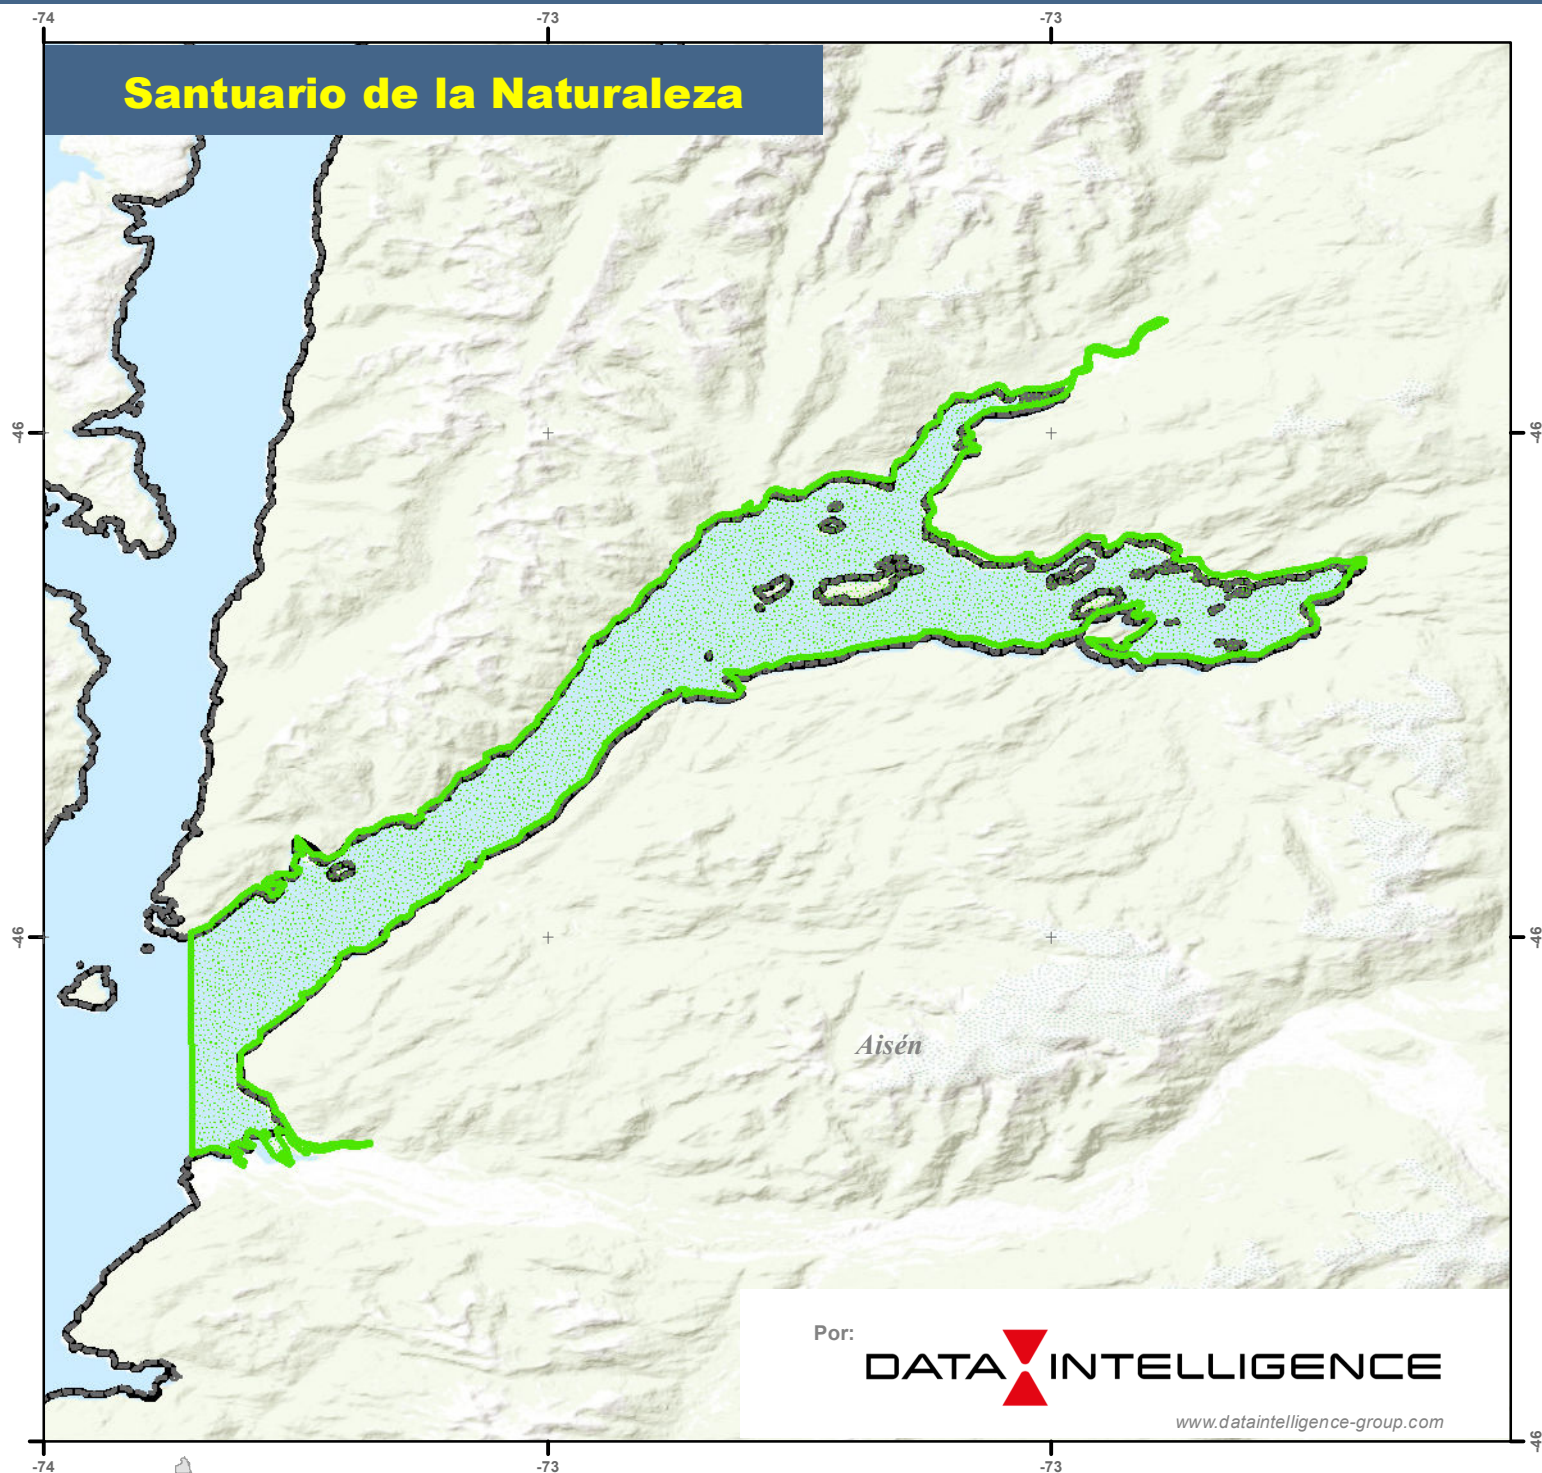 -74 -73 -73
Santuario de la Naturaleza
-46 -46
-46 -46
Aisén
Por:
DATA INTELLIGENCE
www.dataintelligence-group.com
-46
-74 -73 -73